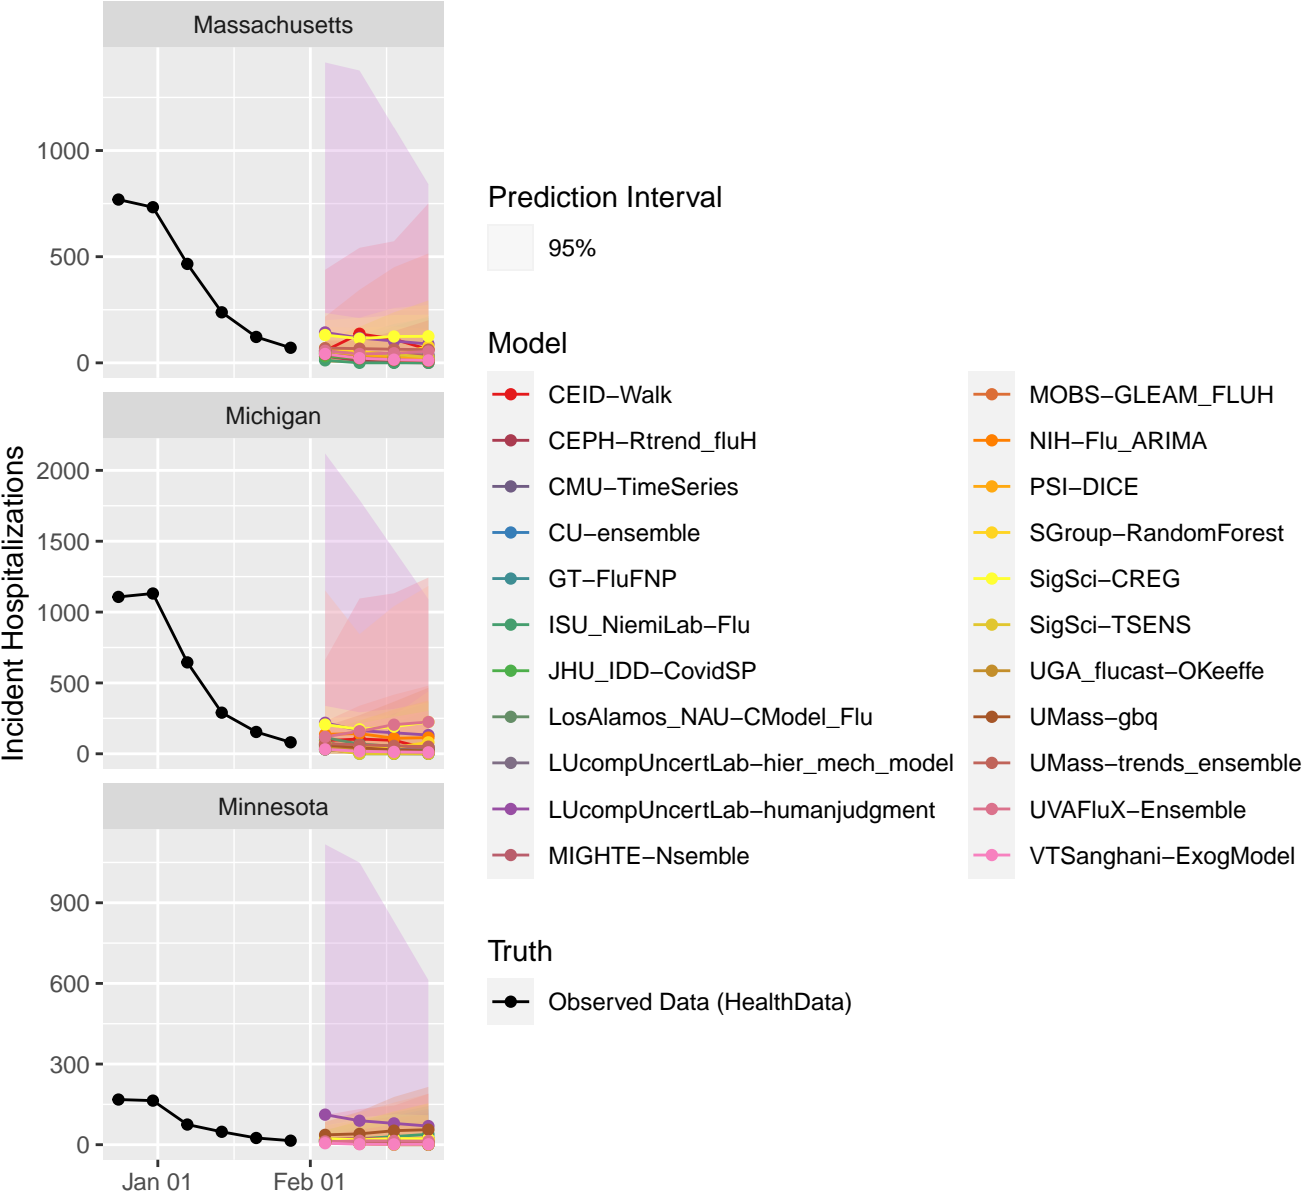 Massachusetts
1000
500
0
Michigan
2000
1500
1000
500
0
Minnesota
900
600
300
0
Jan 01
Feb 01
Incident Hospitalizations
Prediction Interval
95%
Model
CEID−Walk
CEPH−Rtrend_fluH
CMU−TimeSeries
CU−ensemble
GT−FluFNP
ISU_NiemiLab−Flu
JHU_IDD−CovidSP
LosAlamos_NAU−CModel_Flu
LUcompUncertLab−hier_mech_model
LUcompUncertLab−humanjudgment
MIGHTE−Nsemble
MOBS−GLEAM_FLUH
NIH−Flu_ARIMA
PSI−DICE
SGroup−RandomForest
SigSci−CREG
SigSci−TSENS
UGA_flucast−OKeeffe
UMass−gbq
UMass−trends_ensemble
UVAFluX−Ensemble
VTSanghani−ExogModel
Truth
Observed Data (HealthData)